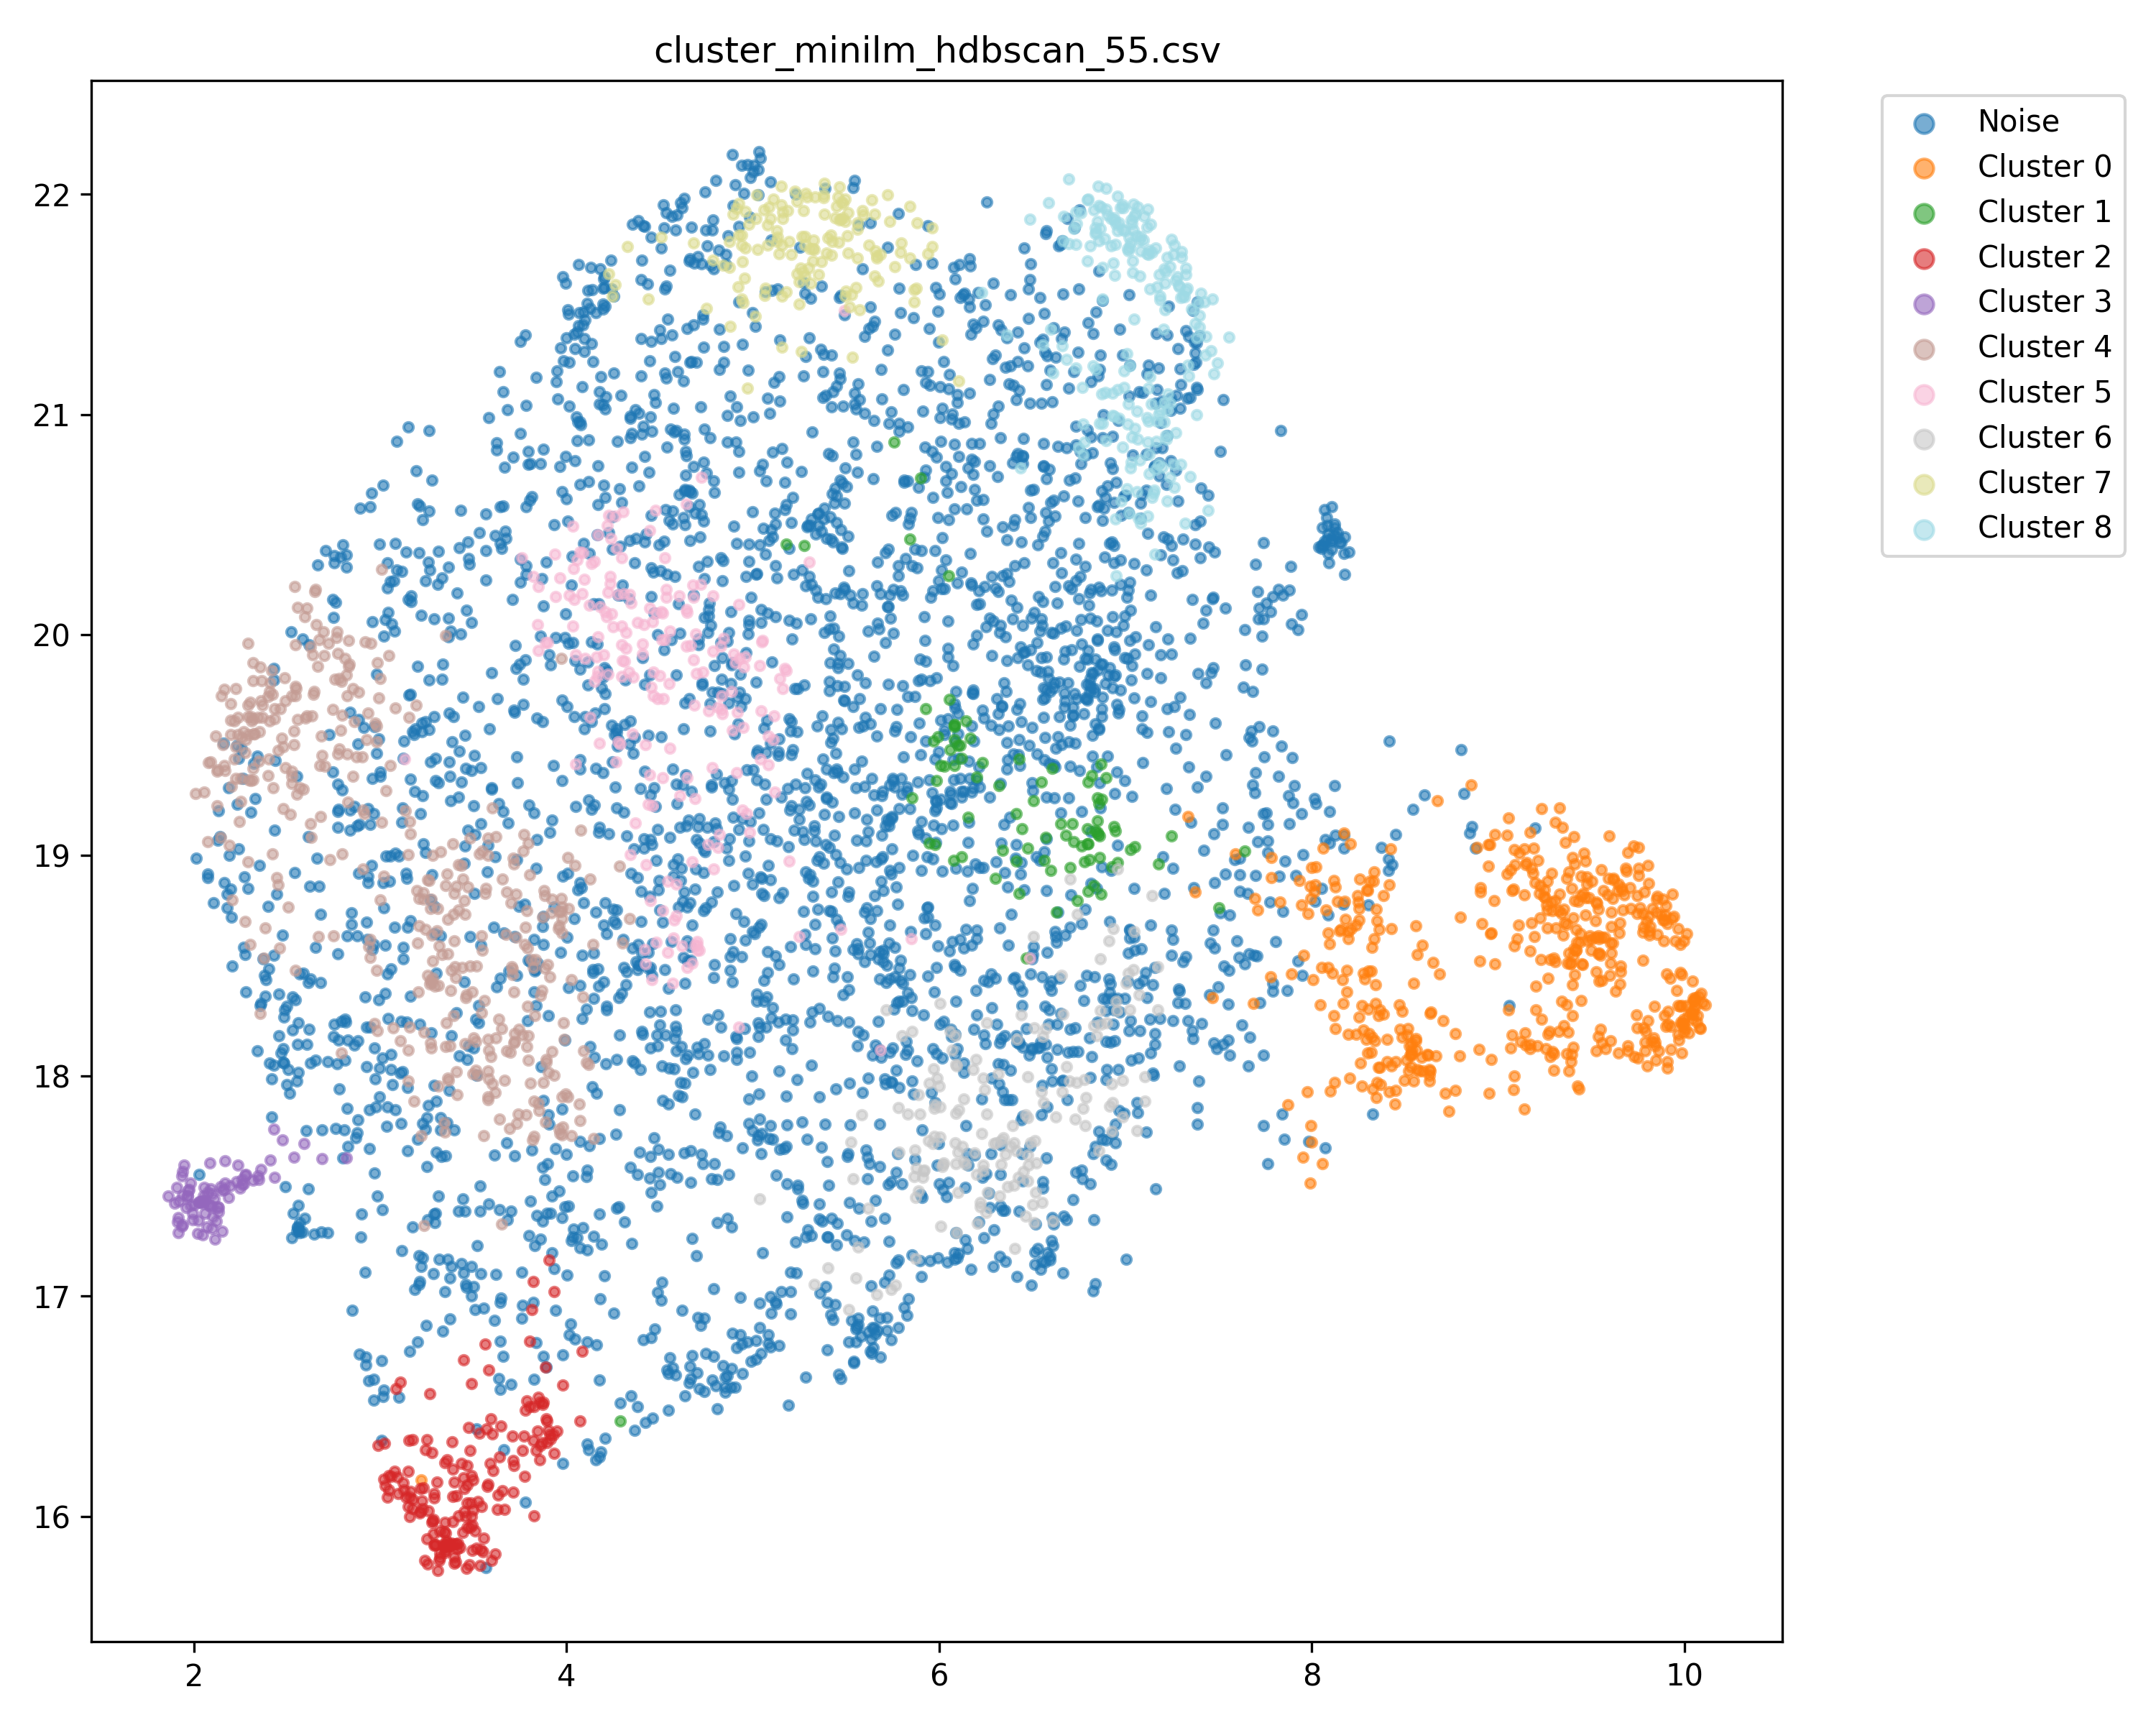 cluster_minilm_hdbscan_55.csv
22
21
20
19
18
17
16
2 4 6 8 10
Noise
Cluster 0
Cluster 1
Cluster 2
Cluster 3
Cluster 4
Cluster 5
Cluster 6
Cluster 7
Cluster 8